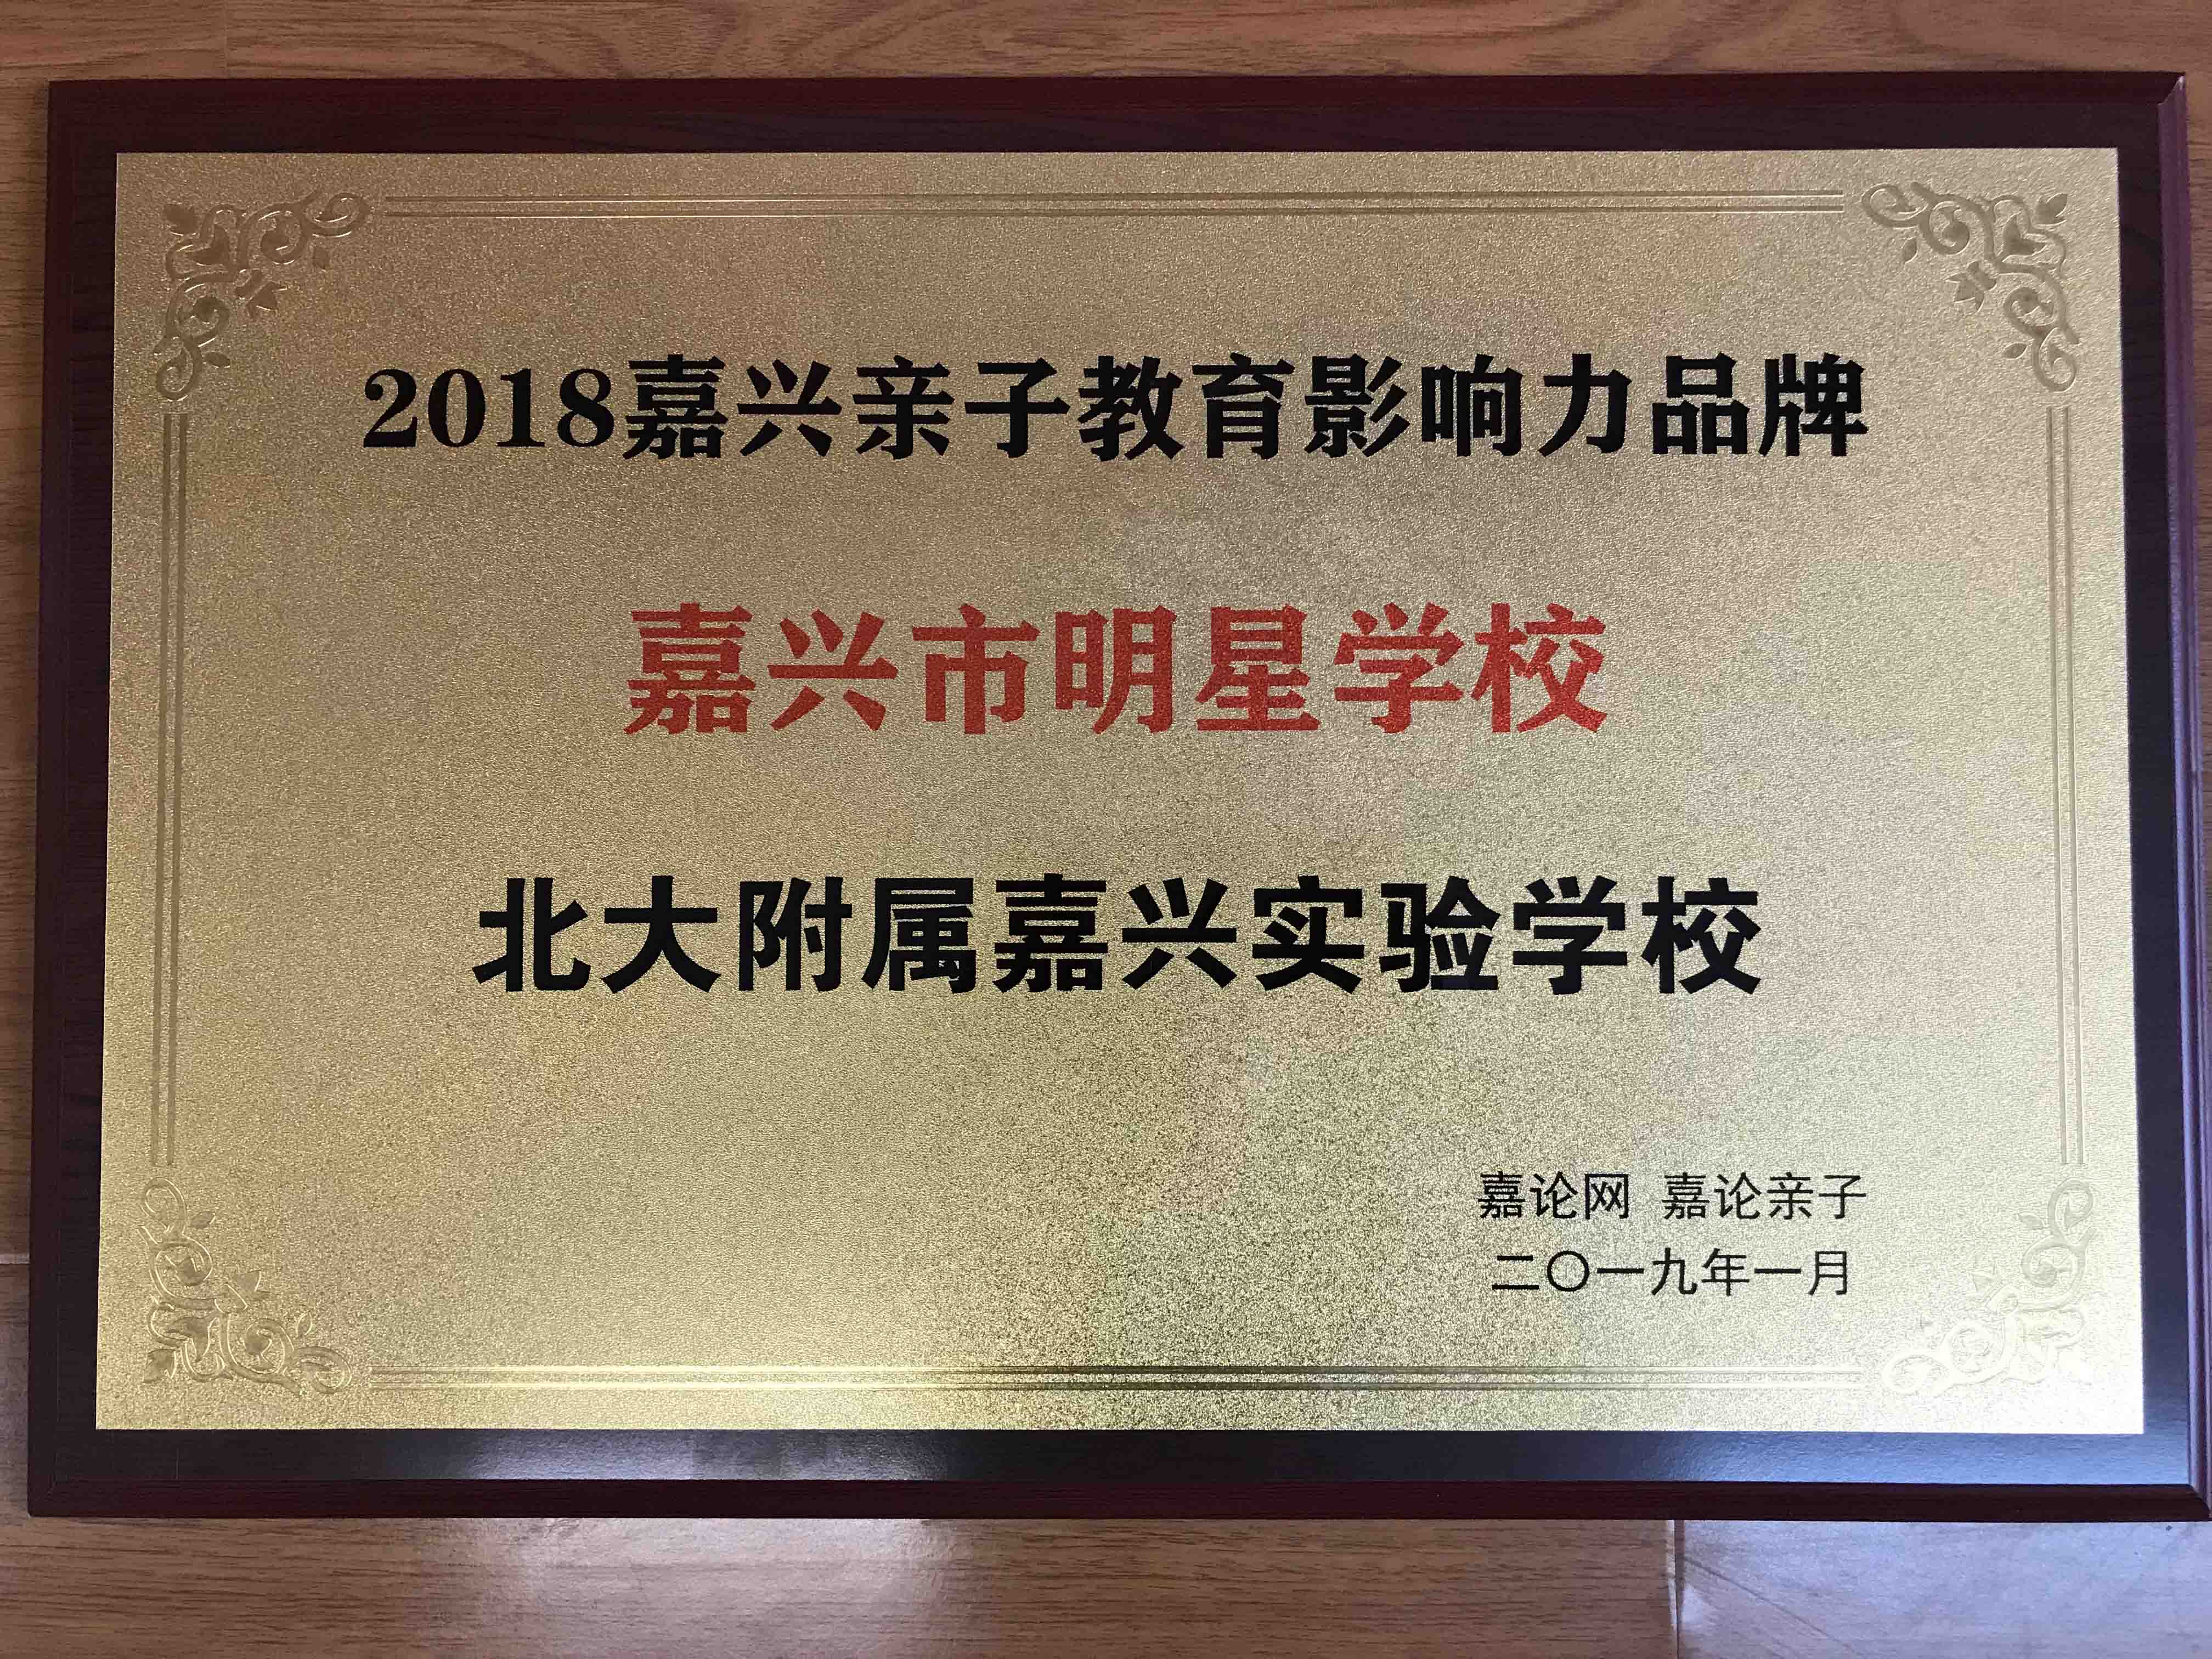 2018嘉兴亲子教育影响力品牌
嘉兴市明星学校
北大附属嘉兴实验学校
嘉论网 嘉论亲子
二〇一九年一月